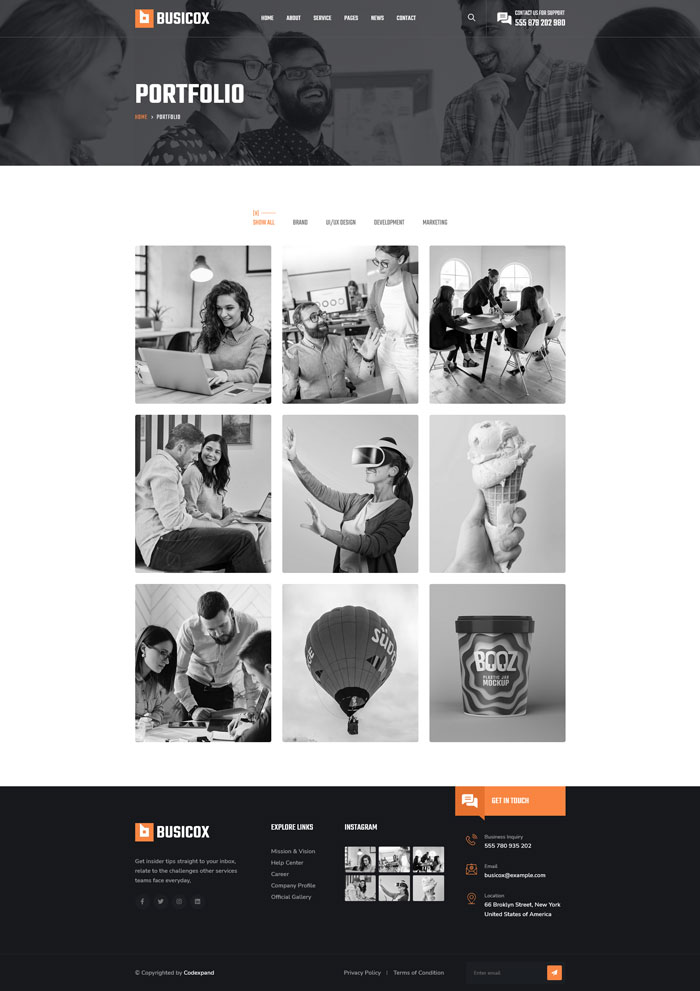 BUSICOX
HOME ABOUT SERVICE PAGES NEWS CONTACT
CONTACT US FOR SUPPORT
555 879 202 980
PORTFOLIO
HOME > PORTFOLIO
SHOW ALL BRAND UI/UX DESIGN DEVELOPMENT MARKETING
BOOZ
PLASTIC JAR
MOCKUP
GET IN TOUCH
BUSICOX
Get insider tips straight to your inbox,
relate to the challenges other services
teams face everyday,
EXPLORE LINKS
Mission & Vision
Help Center
Career
Company Profile
Official Gallery
INSTAGRAM
Business Inquiry
555 780 935 202
Email
busicox@example.com
Location
66 Broklyn Street, New York
United States of America
© Copyrighted by Codexpand
Privacy Policy | Terms of Condition
Enter email